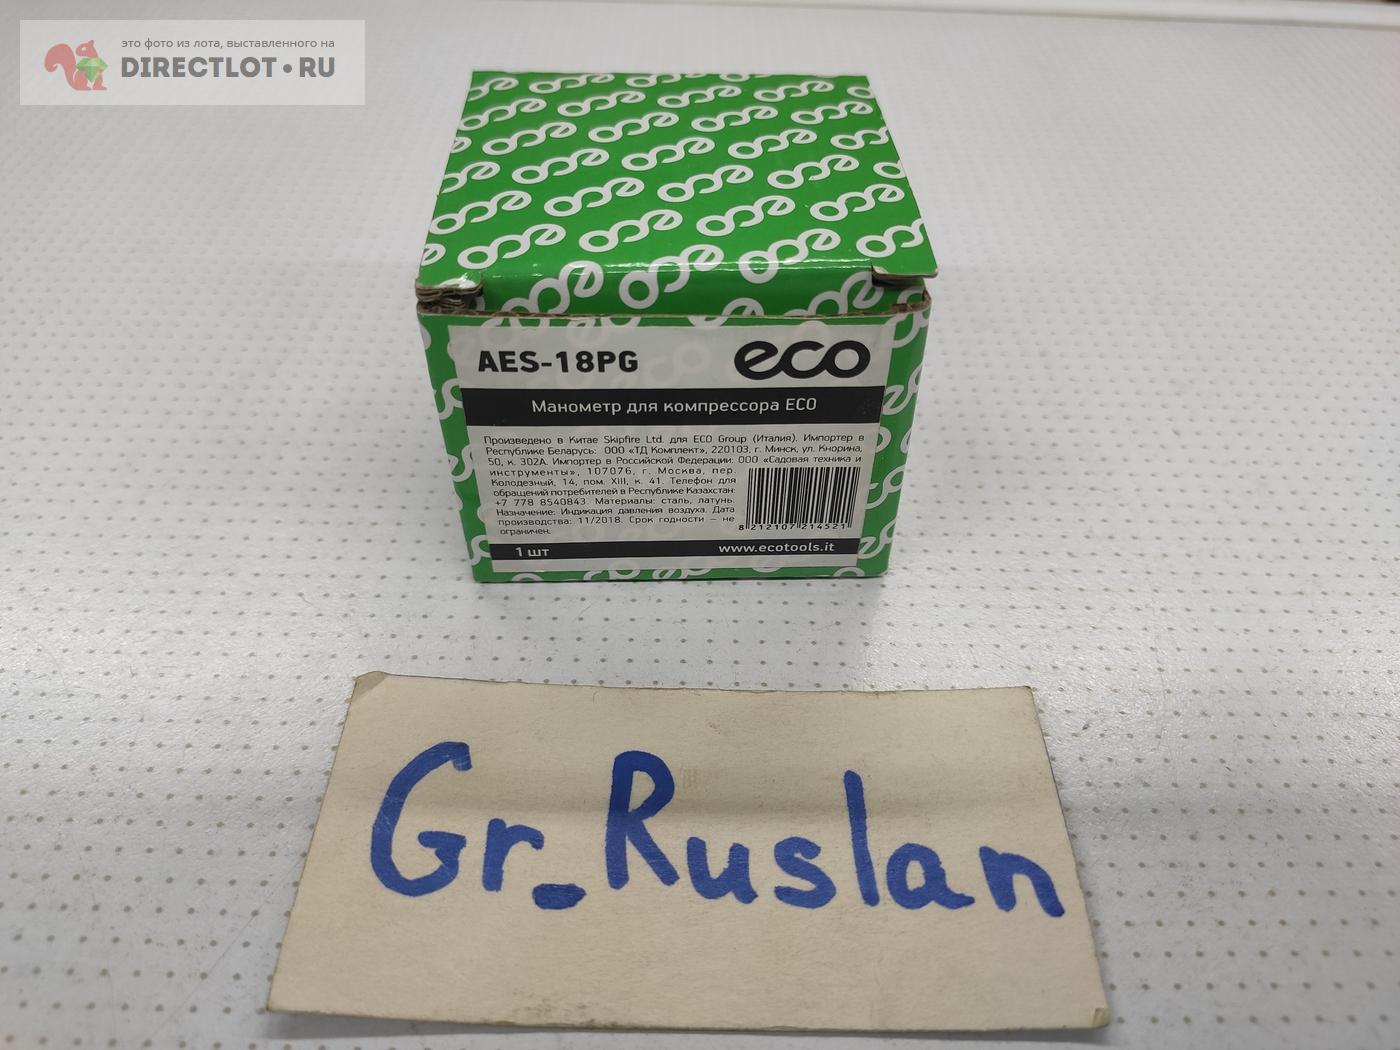 это фото из лота, выставленного на
DIRECTLOT•RU
AES-18PG eco
Манометр для компрессора ECO
Произведено в Китае Skipfire Ltd. для ECO Group (Италия). Импортер в
Республике Беларусь: ООО «ТД Комплект», 220103, г. Минск, ул. Кнорина,
50, к. 302А. Импортер в Российской Федерации: ООО «Садовая техника и
инструменты», 107076, г. Москва, пер.
Колодезный, 14, пом. XIII, к. 41. Телефон для
обращений потребителей в Республике Казахстан:
+7 778 8540843. Материалы: сталь, латунь.
Назначение: Индикация давления воздуха. Дата
производства: 11/2018. Срок годности – не
ограничен.
8 212107 214521
1 шт www.ecotools.it
Gr_Ruslan